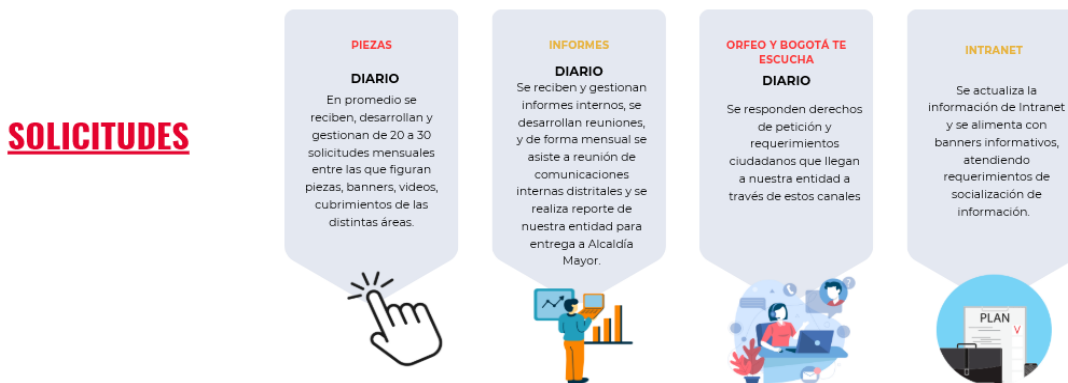 SOLICITUDES
PIEZAS
DIARIO
En promedio se
reciben, desarrollan y
gestionan de 20 a 30
solicitudes mensuales
entre las que figuran
piezas, banners, videos,
cubrimientos de las
distintas áreas.
INFORMES
DIARIO
Se reciben y gestionan
informes internos, se
desarrollan reuniones,
y de forma mensual se
asiste a reunión de
comunicaciones
internas distritales y se
realiza reporte de
nuestra entidad para
entrega a Alcaldía
Mayor.
ORFEO Y BOGOTÁ TE
ESCUCHA
DIARIO
Se responden derechos
de petición y
requerimientos
ciudadanos que llegan
a nuestra entidad a
través de estos canales
INTRANET
Se actualiza la
información de Intranet
y se alimenta con
banners informativos,
atendiendo
requerimientos de
socialización de
información.
PLAN